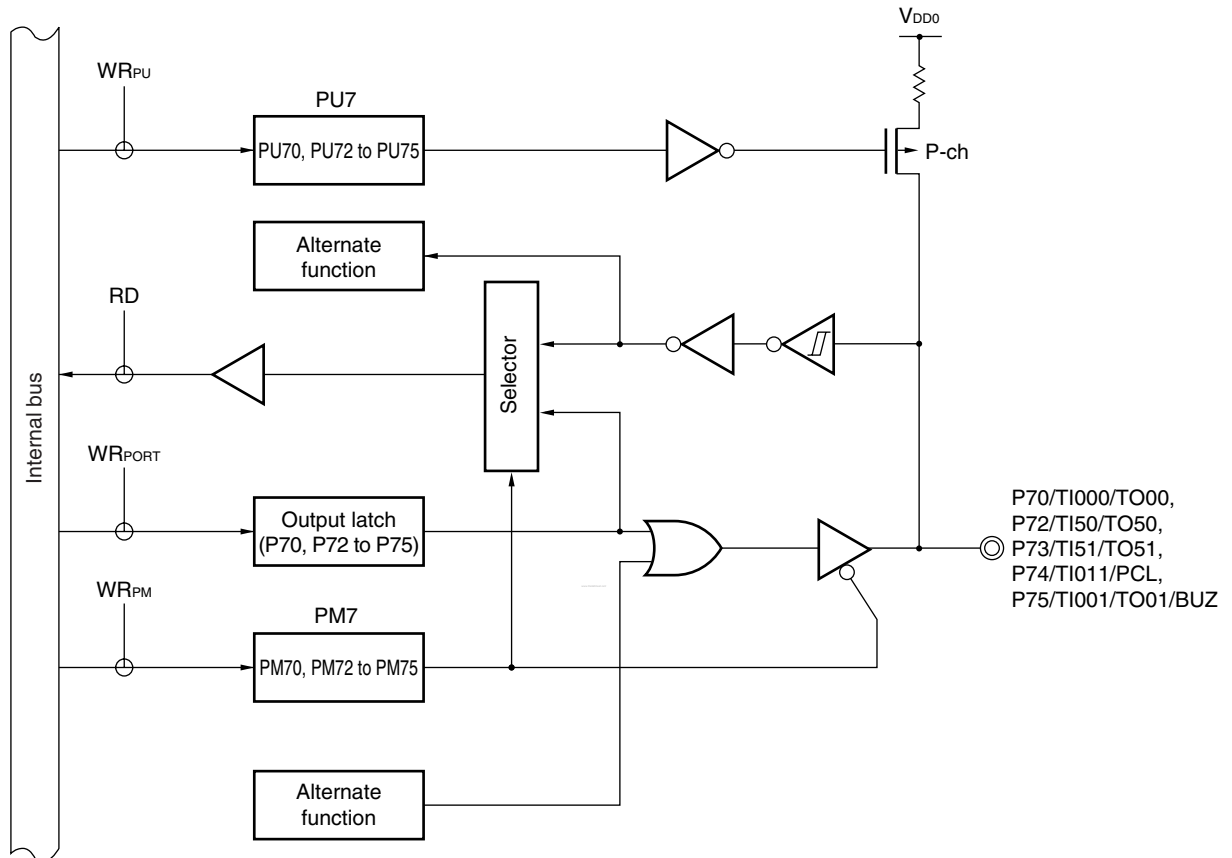 VDD0
WRPU
PU7
PU70, PU72 to PU75
P-ch
Alternate
function
RD
Selector
Internal bus
WRPORT
Output latch
(P70, P72 to P75)
P70/TI000/TO00,
P72/TI50/TO50,
P73/TI51/TO51,
P74/TI011/PCL,
P75/TI001/TO01/BUZ
WRPM
PM7
PM70, PM72 to PM75
Alternate
function